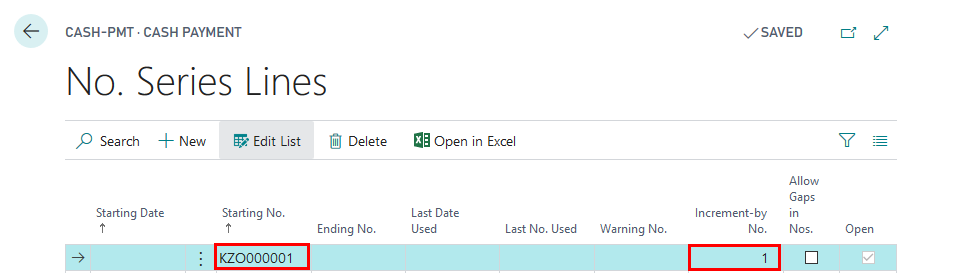 CASH-PMT · CASH PAYMENT
SAVED
No. Series Lines
Search
New
Edit List
Delete
Open in Excel
Starting Date
Starting No.
Ending No.
Last Date
Used
Last No. Used
Warning No.
Increment-by
No.
Allow
Gaps
in
Nos.
Open
KZO000001
1